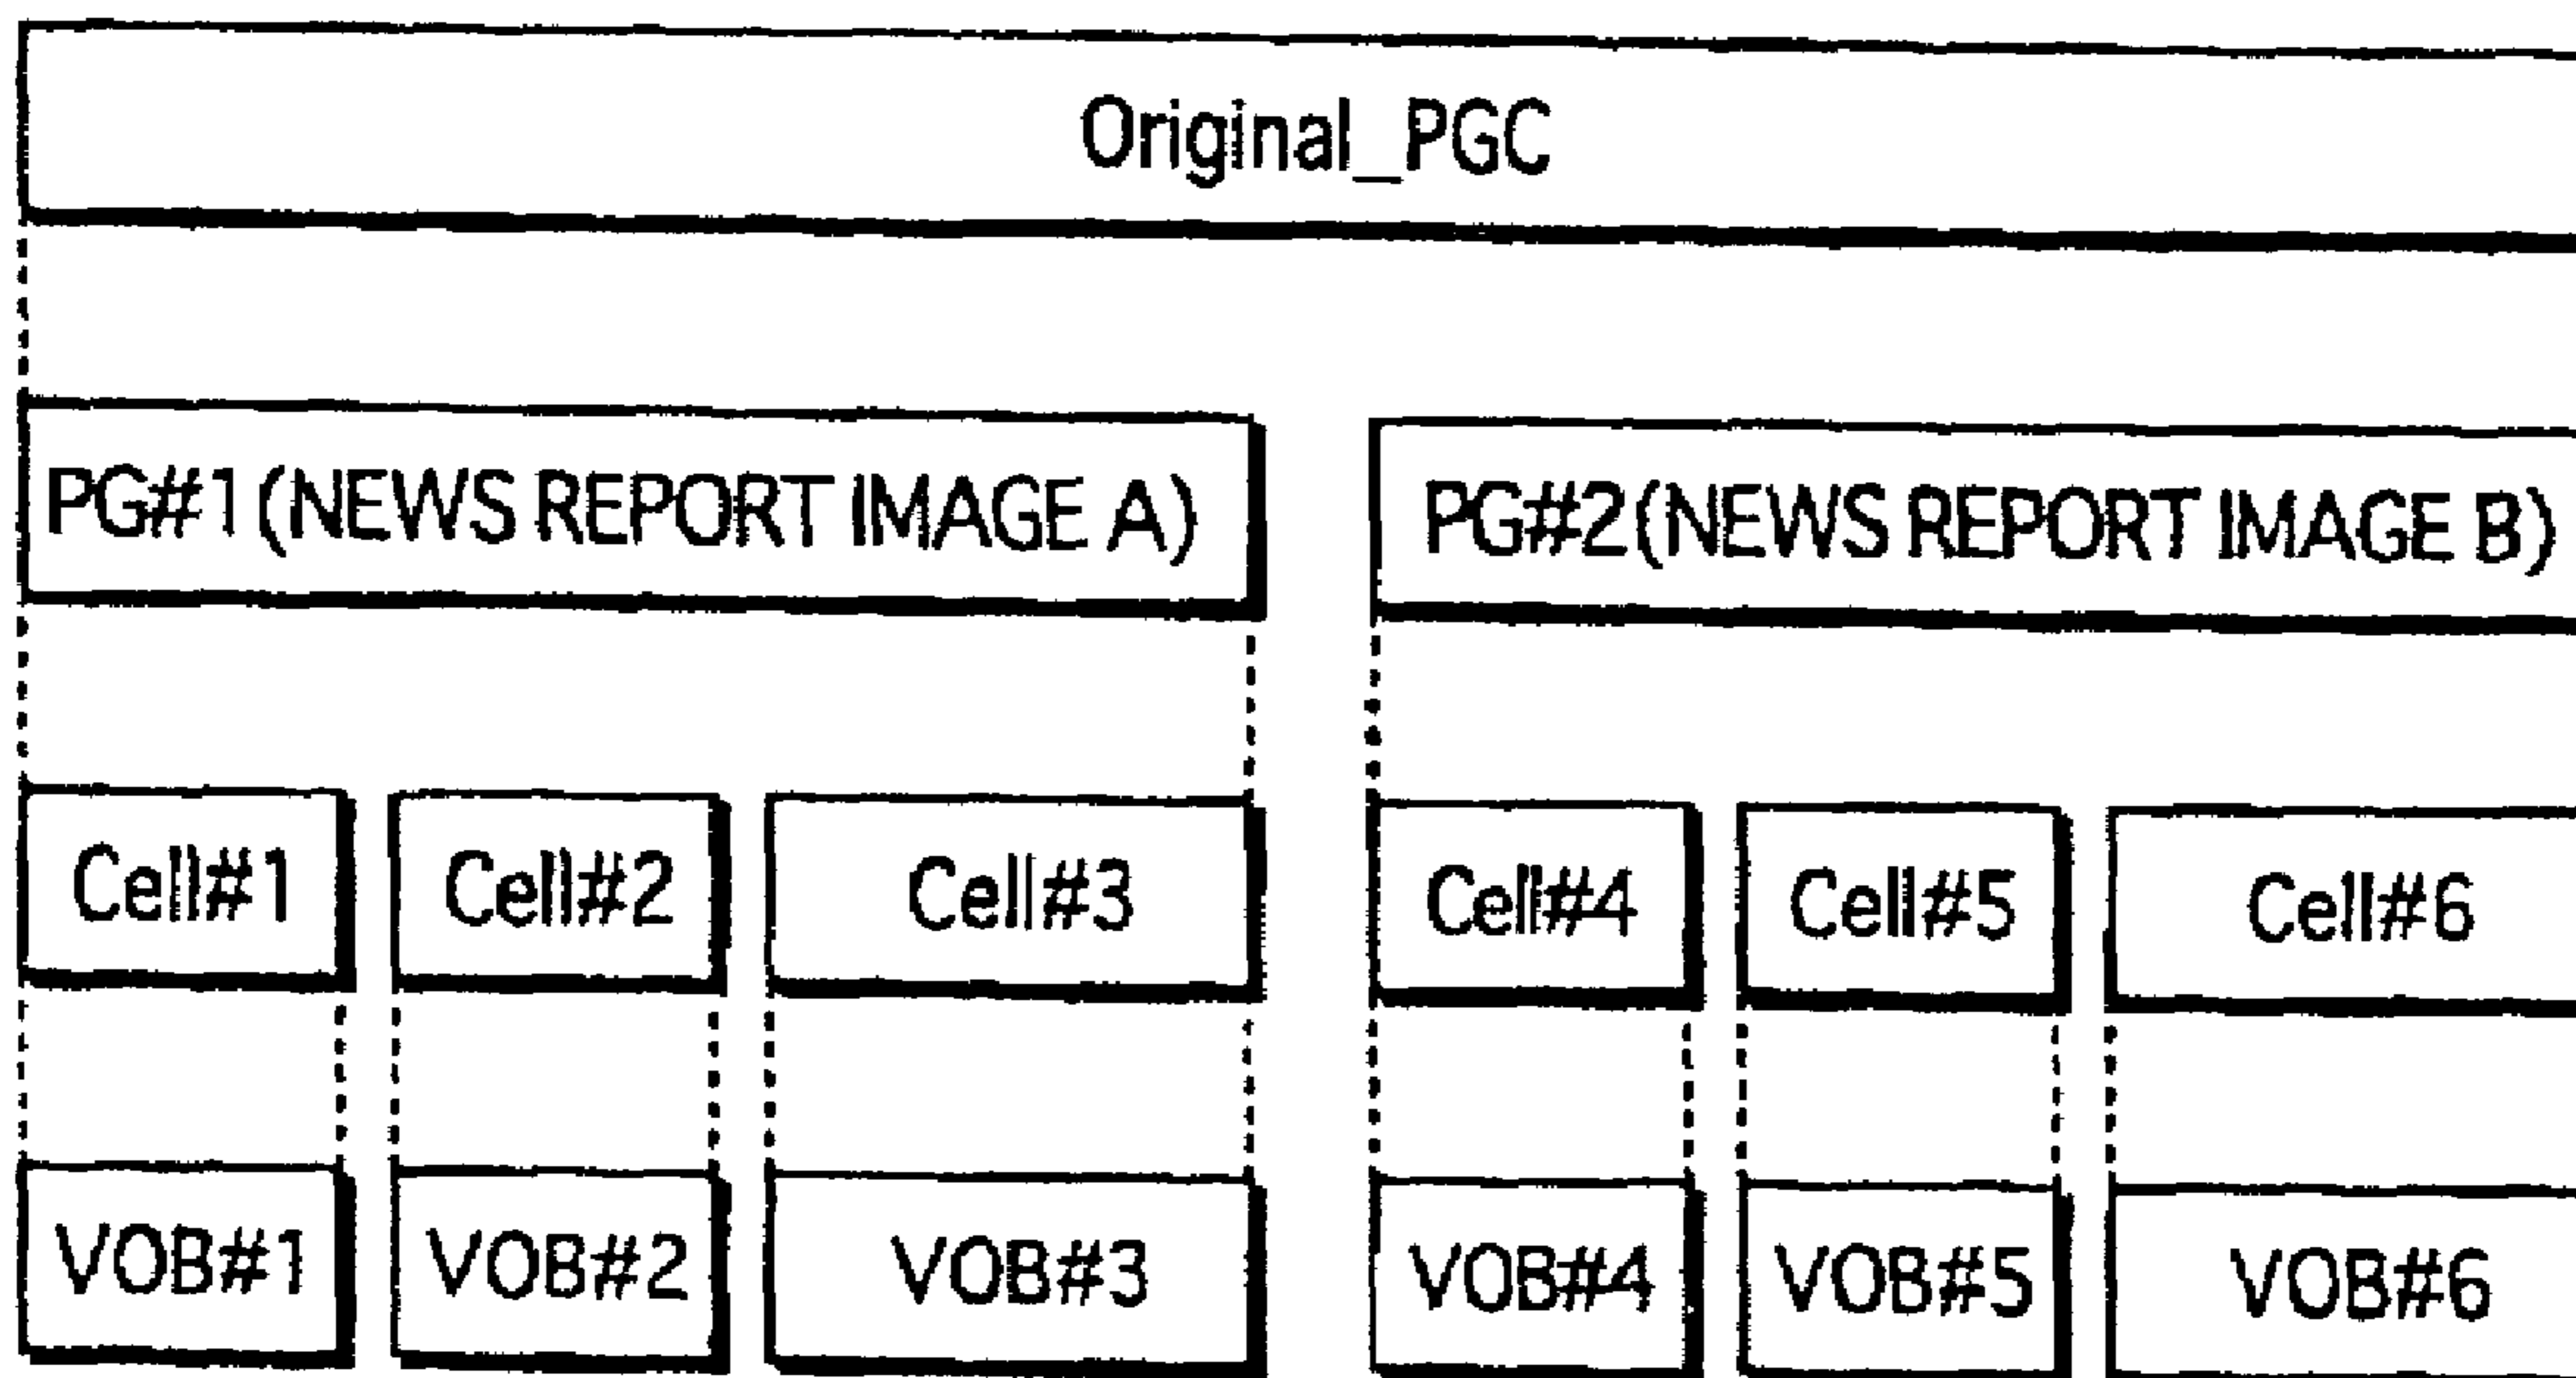 Original_PGC
PG#1(NEWS REPORT IMAGE A) PG#2(NEWS REPORT IMAGE B)
Cell#1 Cell#2 Cell#3 Cell#4 Cell#5 Cell#6
VOB#1 VOB#2 VOB#3 VOB#4 VOB#5 VOB#6